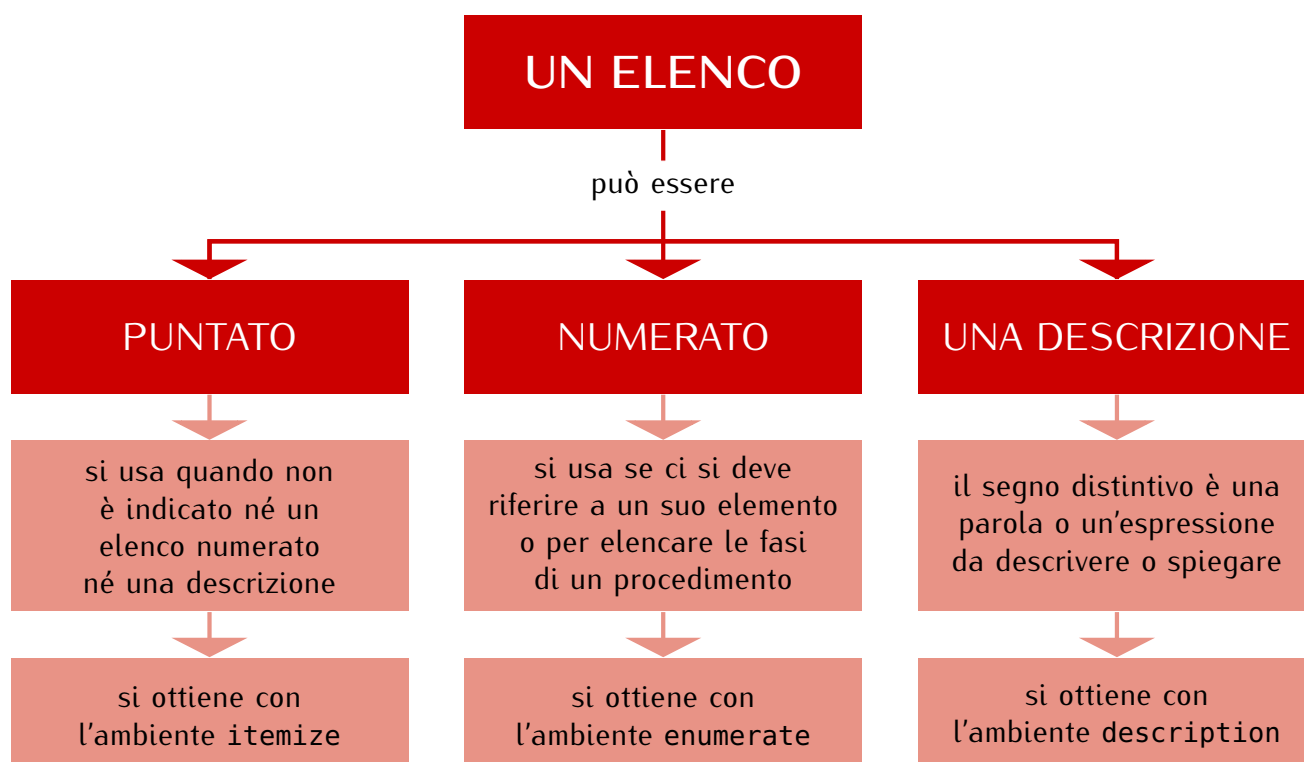 UN ELENCO
può essere
PUNTATO
NUMERATO
UNA DESCRIZIONE
si usa quando non
è indicato né un
elenco numerato
né una descrizione
si usa se ci si deve
riferire a un suo elemento
o per elencare le fasi
di un procedimento
il segno distintivo è una
parola o un'espressione
da descrivere o spiegare
si ottiene con
l'ambiente itemize
si ottiene con
l'ambiente enumerate
si ottiene con
l'ambiente description